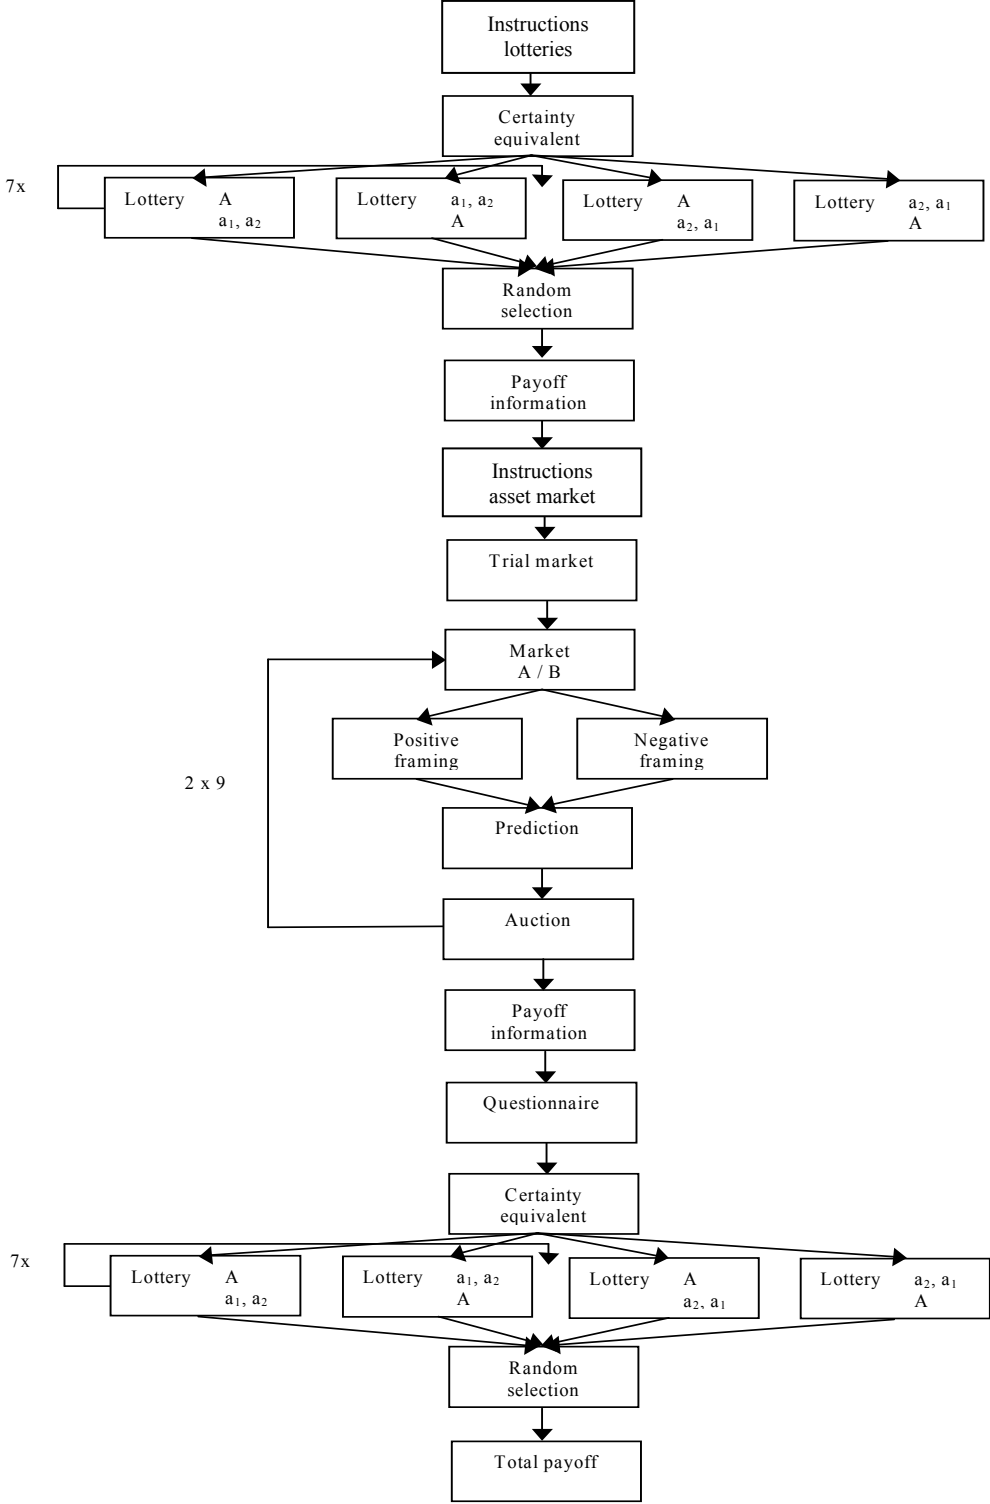 Instructions
lotteries
Certainty
equivalent
7x
Lottery A
a₁, a₂
Lottery a₁, a₂
A
Lottery A
a₂, a₁
Lottery a₂, a₁
A
Random
selection
Payoff
information
Instructions
asset market
Trial market
Market
A / B
Positive
framing
Negative
framing
2 x 9
Prediction
Auction
Payoff
information
Questionnaire
Certainty
equivalent
7x
Lottery A
a₁, a₂
Lottery a₁, a₂
A
Lottery A
a₂, a₁
Lottery a₂, a₁
A
Random
selection
Total payoff